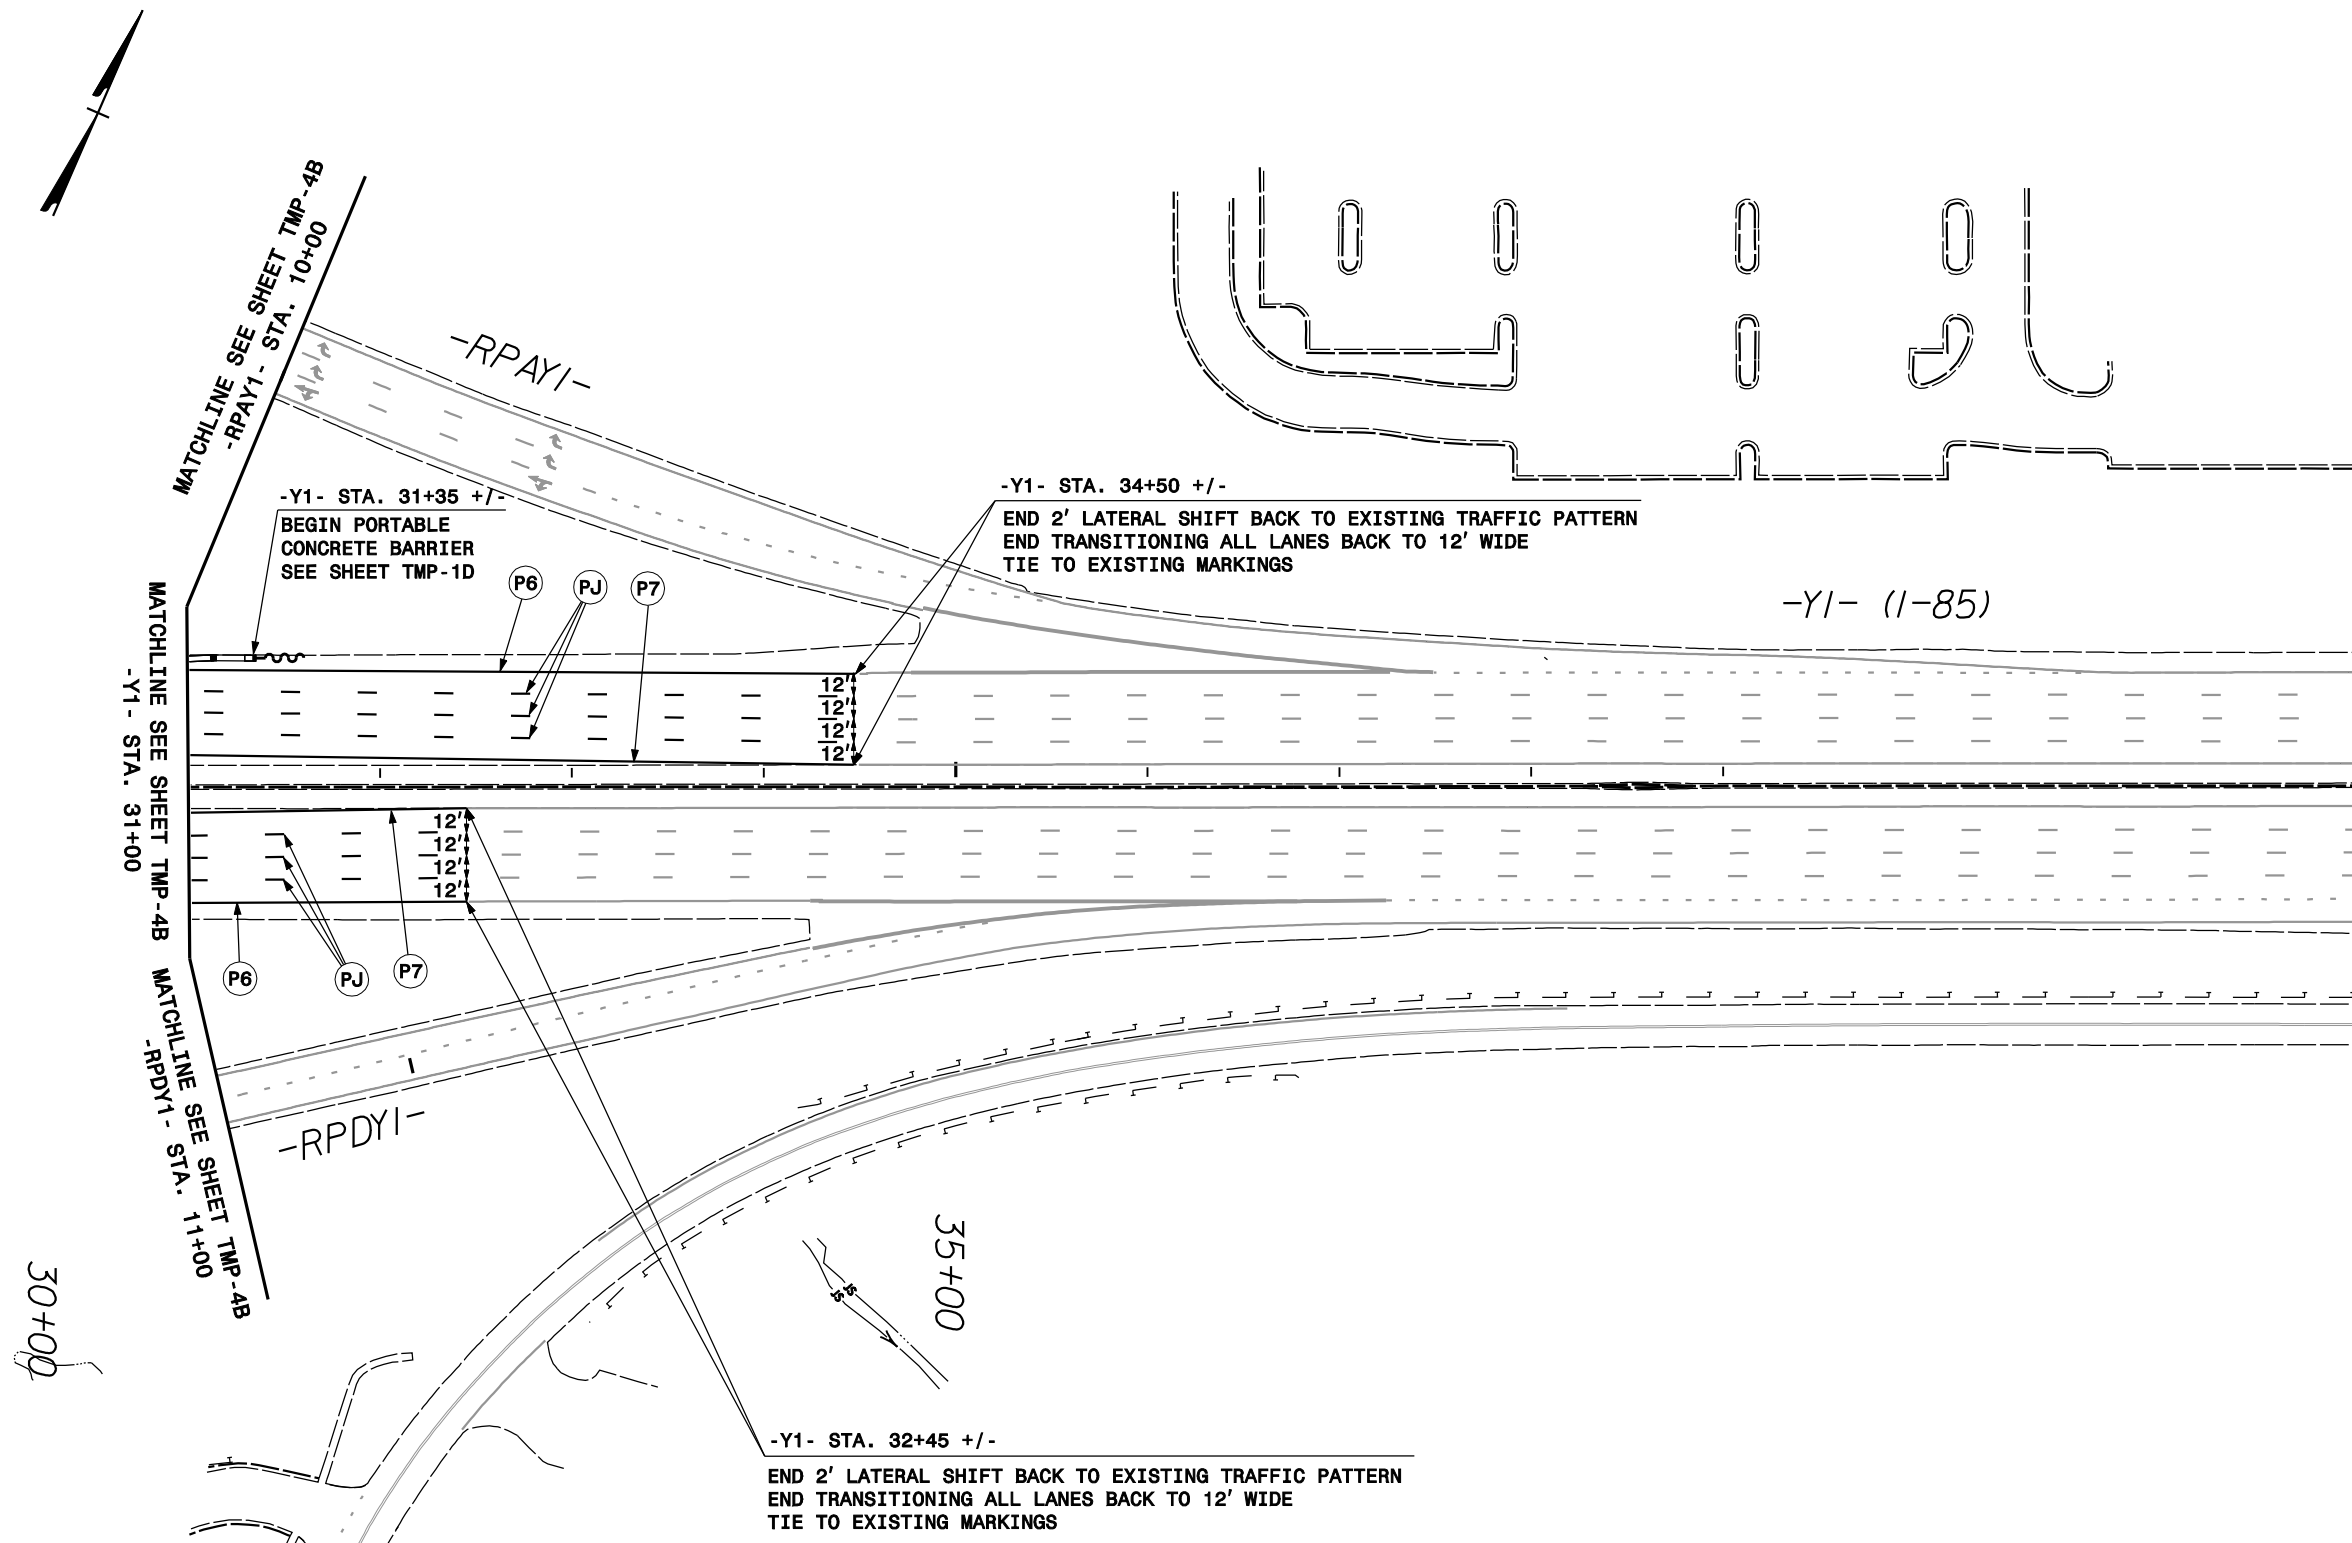 MATCHLINE SEE SHEET TMP-4B
-RPAY1- STA. 10+00
-RPAY1-
-Y1- STA. 31+35 +/-
BEGIN PORTABLE
CONCRETE BARRIER
SEE SHEET TMP-1D
P6
PJ
P7
-Y1- STA. 34+50 +/-
END 2' LATERAL SHIFT BACK TO EXISTING TRAFFIC PATTERN
END TRANSITIONING ALL LANES BACK TO 12' WIDE
TIE TO EXISTING MARKINGS
-Y1- (I-85)
MATCHLINE SEE SHEET TMP-4B
-Y1- STA. 31+00
12'
12'
12'
12'
12'
12'
12'
12'
P6
PJ
P7
MATCHLINE SEE SHEET TMP-4B
-RPDY1- STA. 11+00
-RPDY1-
30+00
35+00
JS
JS
-Y1- STA. 32+45 +/-
END 2' LATERAL SHIFT BACK TO EXISTING TRAFFIC PATTERN
END TRANSITIONING ALL LANES BACK TO 12' WIDE
TIE TO EXISTING MARKINGS